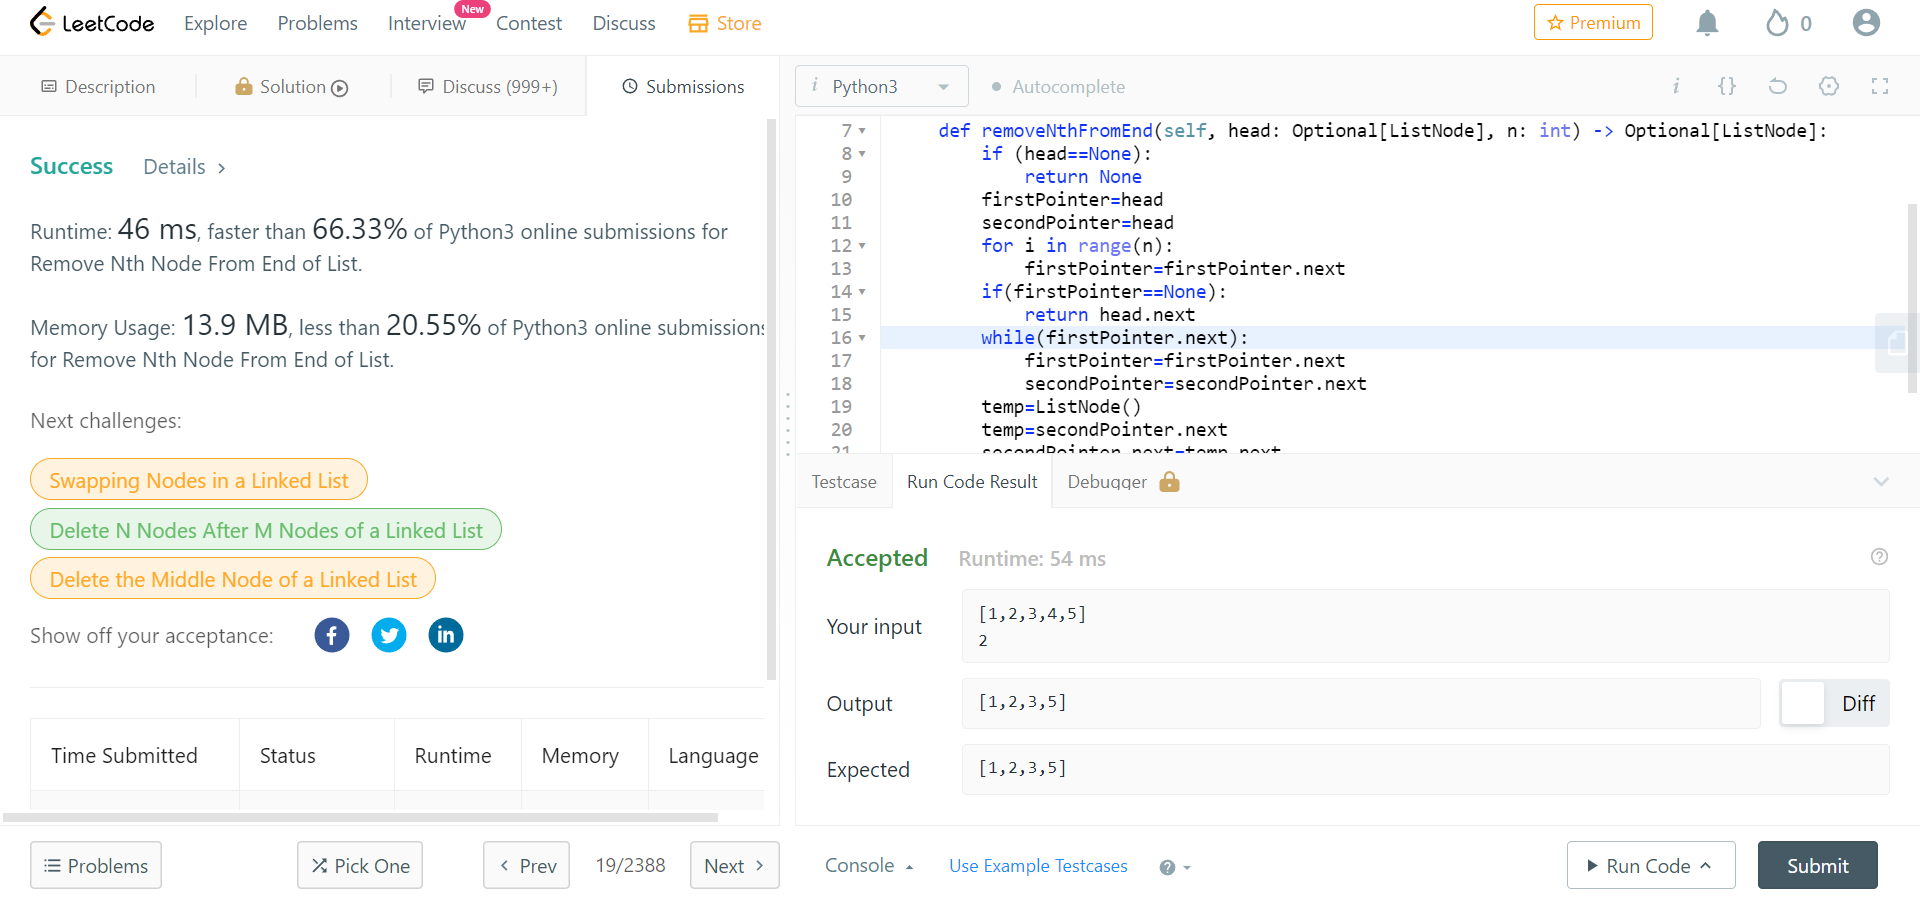 LeetCode Explore Problems Interview New Contest Discuss Store Premium 0
Description Solution Discuss (999+) Submissions
i Python3 Autocomplete i {}
Success Details >
Runtime: 46 ms, faster than 66.33% of Python3 online submissions for
Remove Nth Node From End of List.
Memory Usage: 13.9 MB, less than 20.55% of Python3 online submissions
for Remove Nth Node From End of List.
Next challenges:
Swapping Nodes in a Linked List
Delete N Nodes After M Nodes of a Linked List
Delete the Middle Node of a Linked List
Show off your acceptance:
Time Submitted Status Runtime Memory Language
7 def removeNthFromEnd(self, head: Optional[ListNode], n: int) -> Optional[ListNode]:
8 if (head==None):
9 return None
10 firstPointer=head
11 secondPointer=head
12 for i in range(n):
13 firstPointer=firstPointer.next
14 if(firstPointer==None):
15 return head.next
16 while(firstPointer.next):
17 firstPointer=firstPointer.next
18 secondPointer=secondPointer.next
19 temp=ListNode()
20 temp=secondPointer.next
21 secondPointer.next=temp.next
Testcase Run Code Result Debugger
Accepted Runtime: 54 ms
Your input
[1,2,3,4,5]
2
Output [1,2,3,5] Diff
Expected [1,2,3,5]
Problems Pick One < Prev 19/2388 Next >
Console Use Example Testcases Run Code Submit